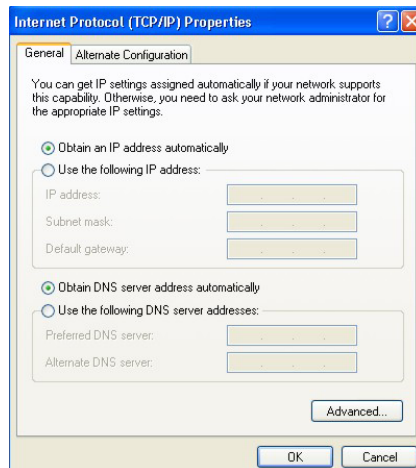 Internet Protocol (TCP/IP) Properties
General
Alternate Configuration
You can get IP settings assigned automatically if your network supports
this capability. Otherwise, you need to ask your network administrator for
the appropriate IP settings.
Obtain an IP address automatically
Use the following IP address:
IP address:
Subnet mask:
Default gateway:
Obtain DNS server address automatically
Use the following DNS server addresses:
Preferred DNS server:
Alternate DNS server:
Advanced...
OK
Cancel